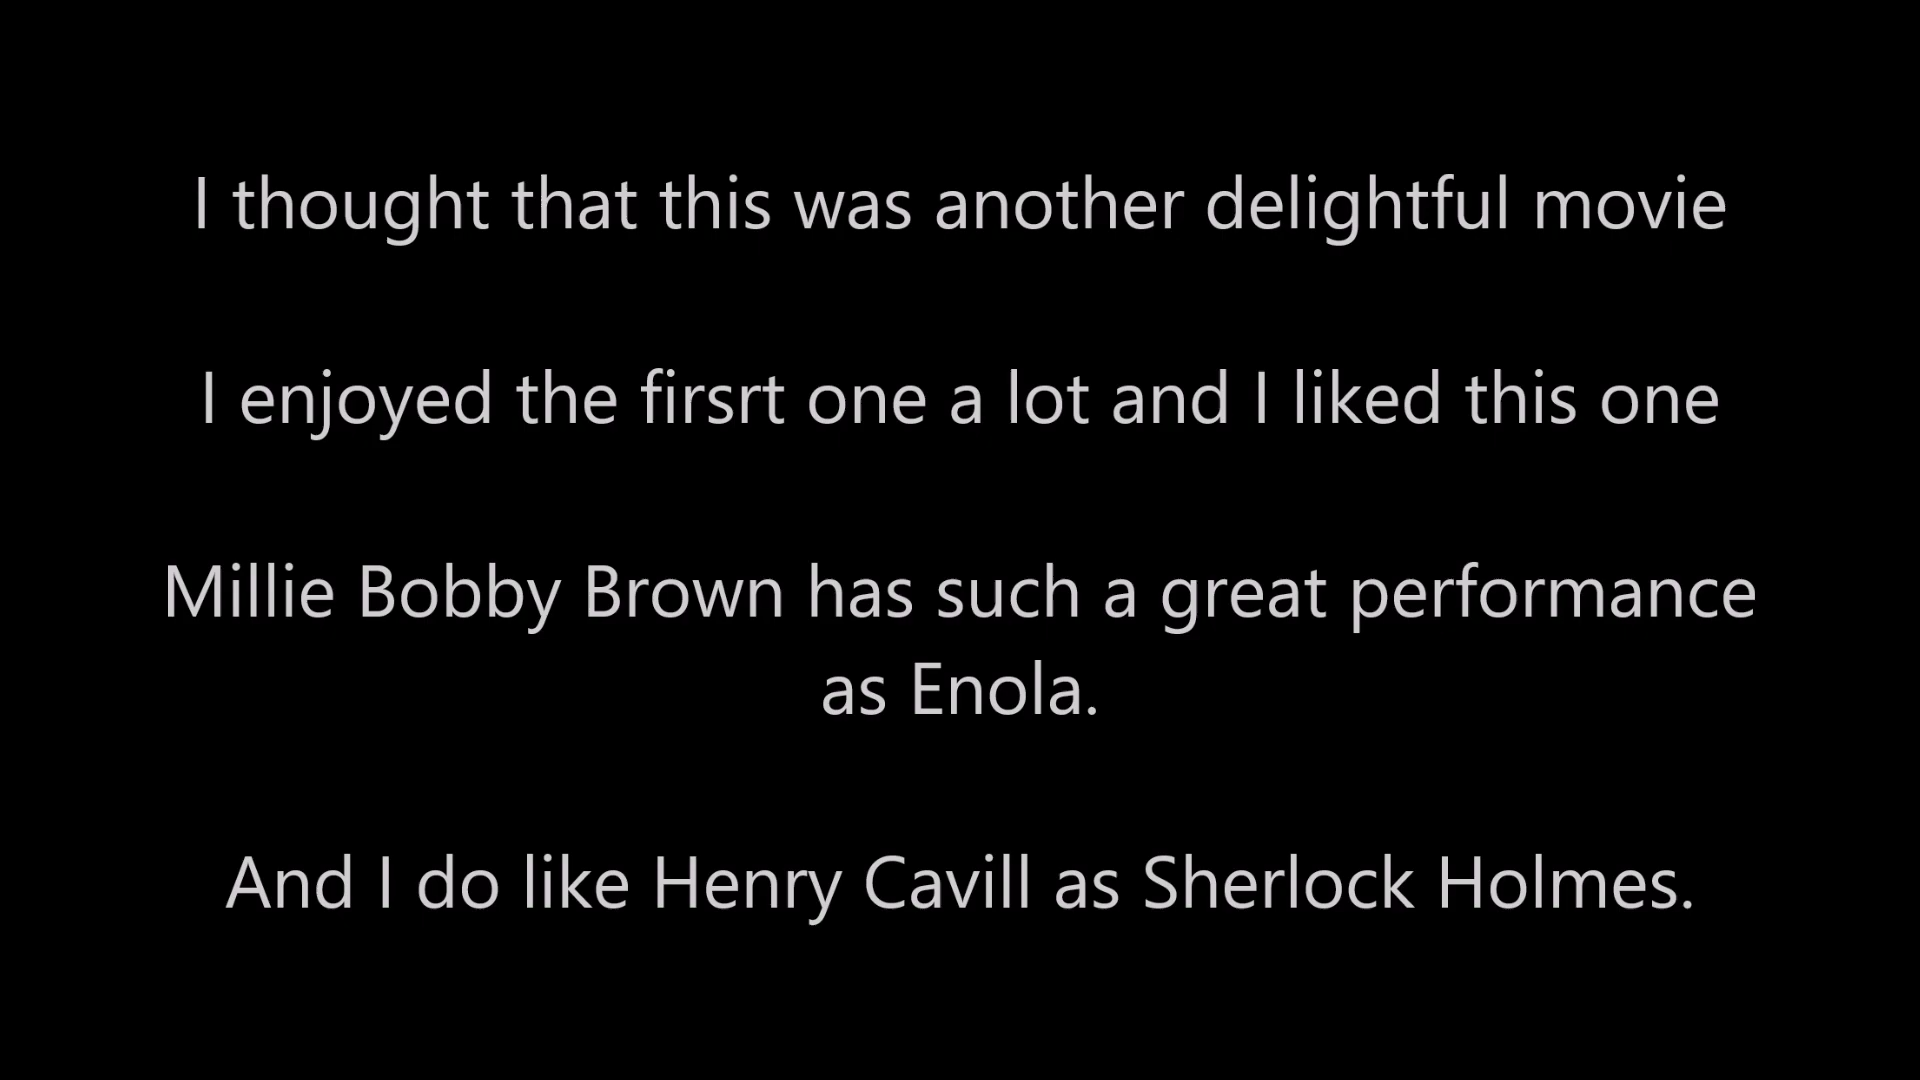 I thought that this was another delightful movie
I enjoyed the firsrt one a lot and I liked this one
Millie Bobby Brown has such a great performance
as Enola.
And I do like Henry Cavill as Sherlock Holmes.